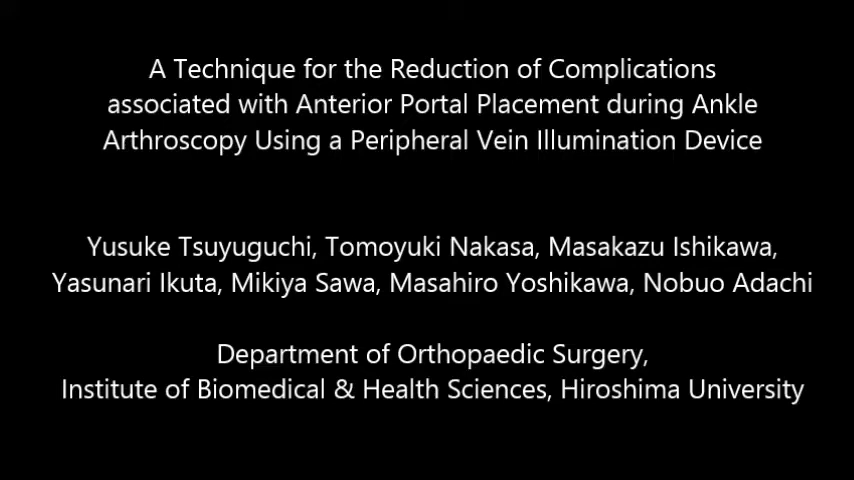 A Technique for the Reduction of Complications
associated with Anterior Portal Placement during Ankle
Arthroscopy Using a Peripheral Vein Illumination Device
Yusuke Tsuyuguchi, Tomoyuki Nakasa, Masakazu Ishikawa,
Yasunari Ikuta, Mikiya Sawa, Masahiro Yoshikawa, Nobuo Adachi
Department of Orthopaedic Surgery,
Institute of Biomedical & Health Sciences, Hiroshima University